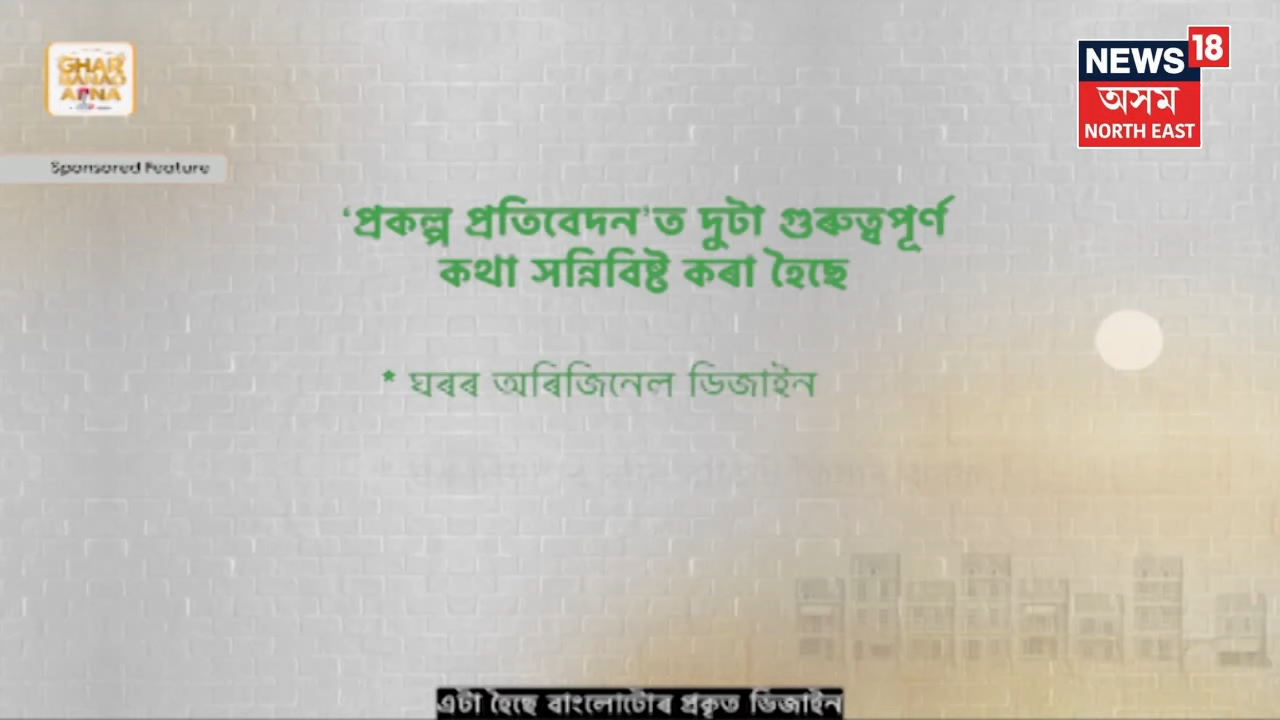 GHAR
BANAO
APNA
NEWS 18
অসম
NORTH EAST
Sponsored Feature
‘প্ৰকল্প প্ৰতিবেদন’ত দুটা গুৰুত্বপূৰ্ণ
কথা সন্নিবিষ্ট কৰা হৈছে
* ঘৰৰ অৰিজিনেল ডিজাইন
এটা হৈছে বাংলোটোৰ প্ৰকৃত ডিজাইন